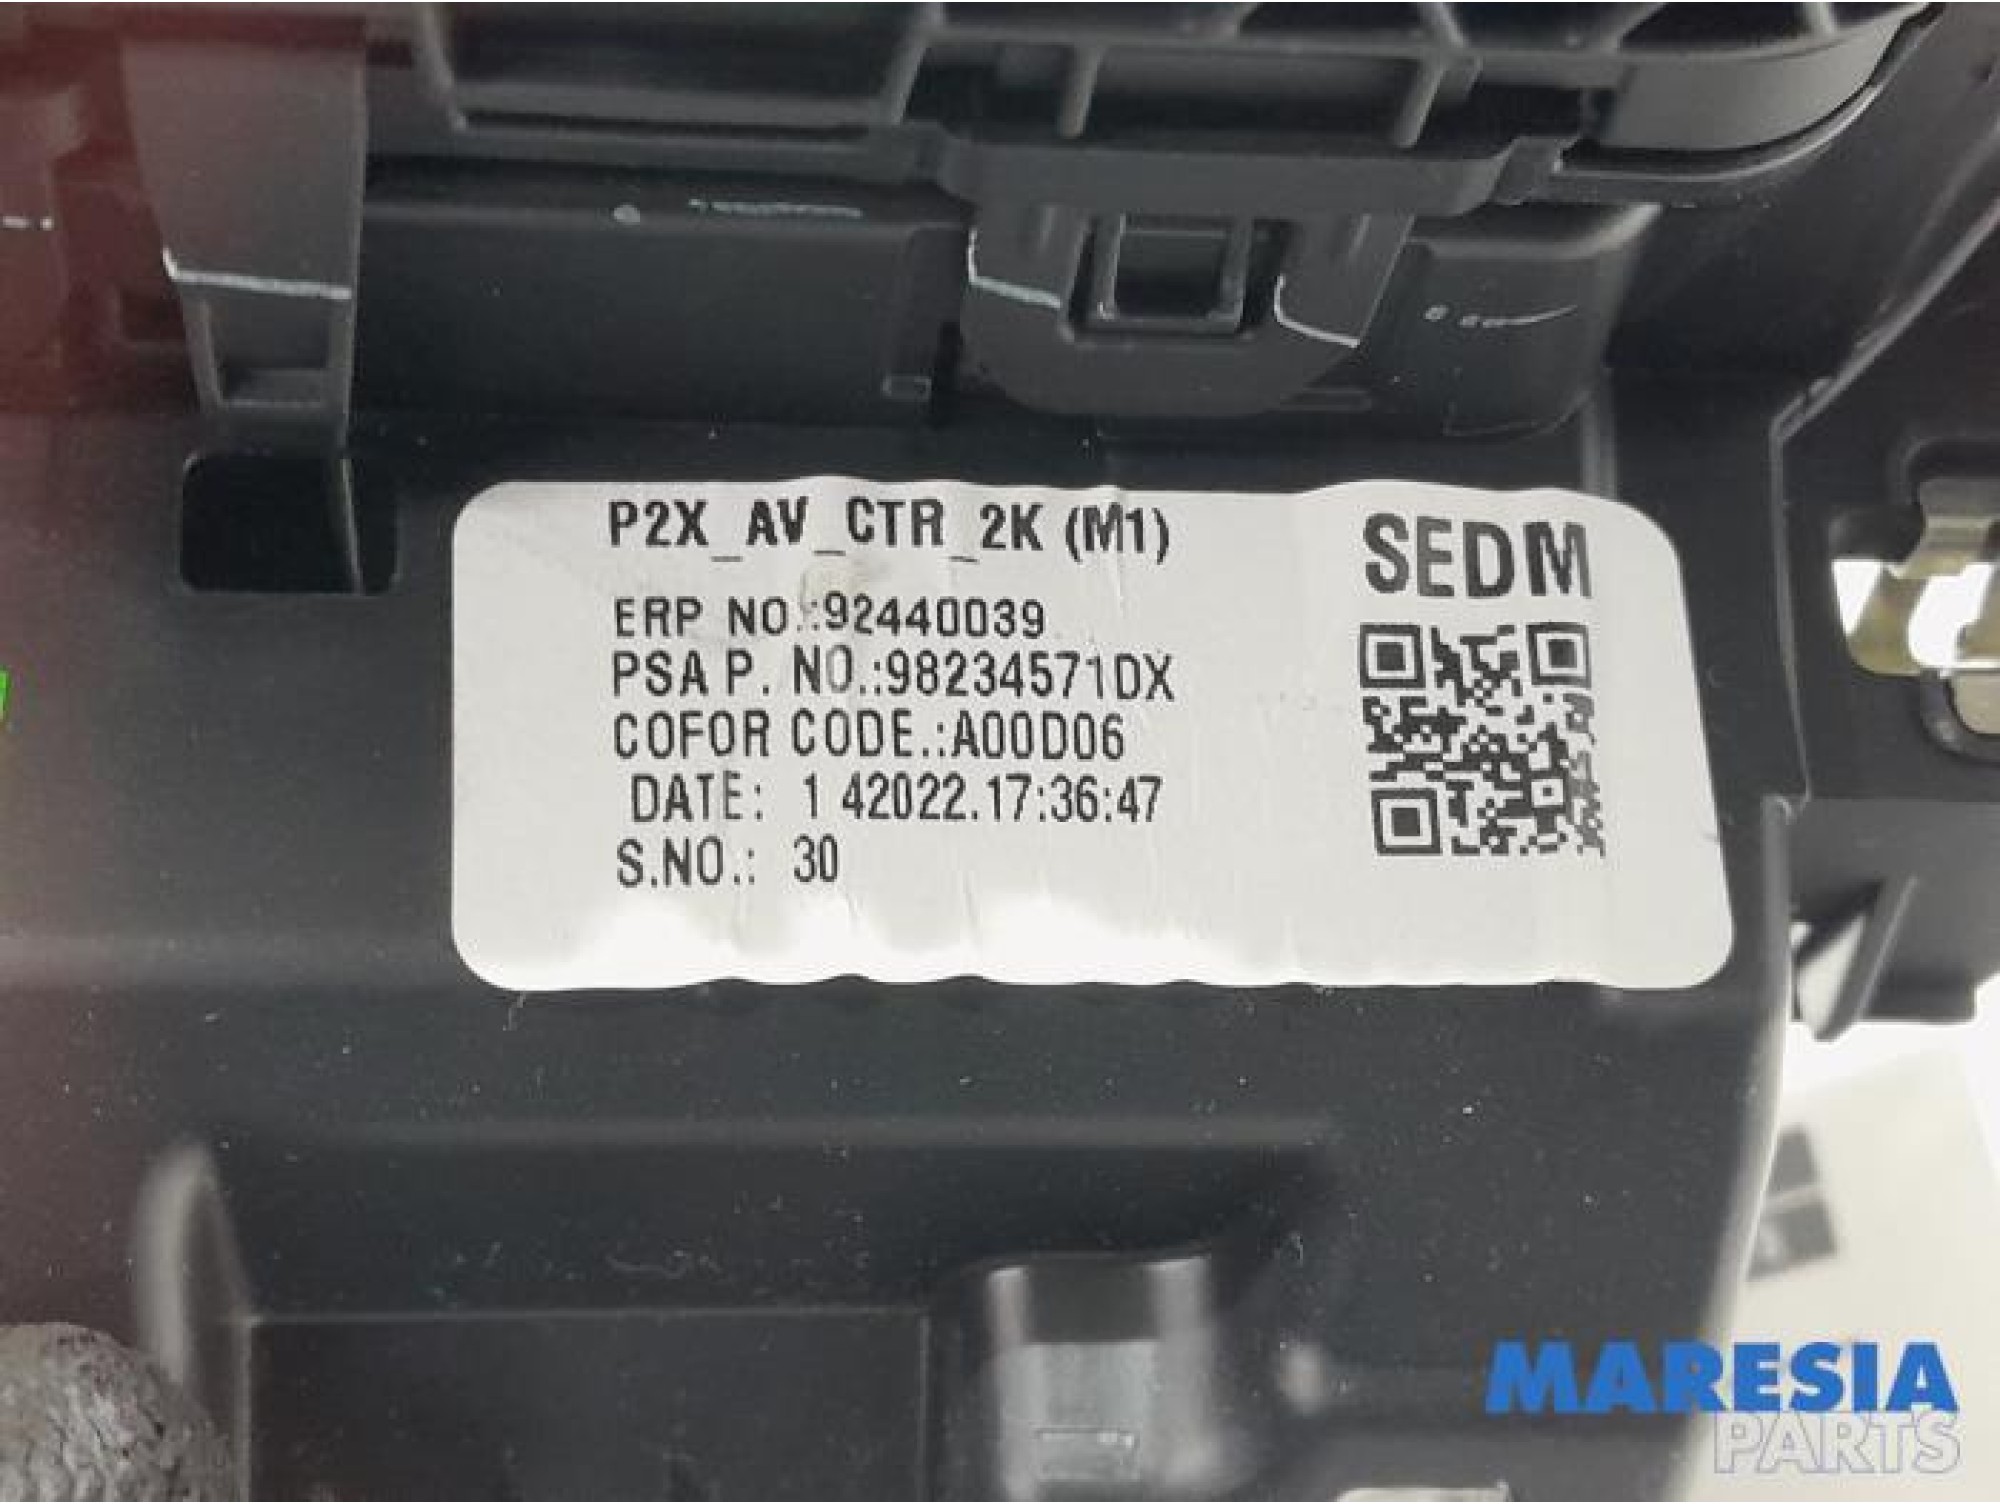 P2X_AV_CTR_2K (M1)
SEDM
ERP NO.:92440039
PSA P. NO.:98234571DX
COFOR CODE.:A00D06
DATE: 1 42022.17:36:47
S.NO.: 30
MARESIA
PARTS